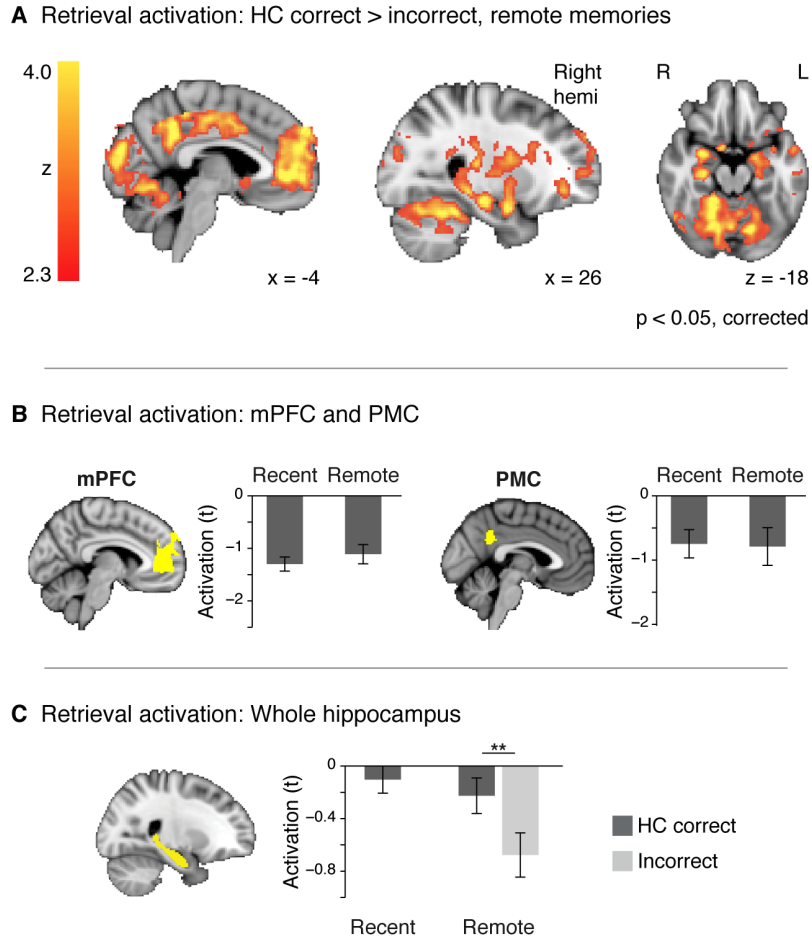 A Retrieval activation: HC correct > incorrect, remote memories
4.0
z
2.3
Right
hemi
R L
x = -4
x = 26
z = -18
p < 0.05, corrected
B Retrieval activation: mPFC and PMC
mPFC
Recent Remote
Activation (t)
0
−1
−2
PMC
Recent Remote
Activation (t)
0
−1
−2
C Retrieval activation: Whole hippocampus
Activation (t)
0
−0.4
−0.8
**
Recent Remote
HC correct
Incorrect